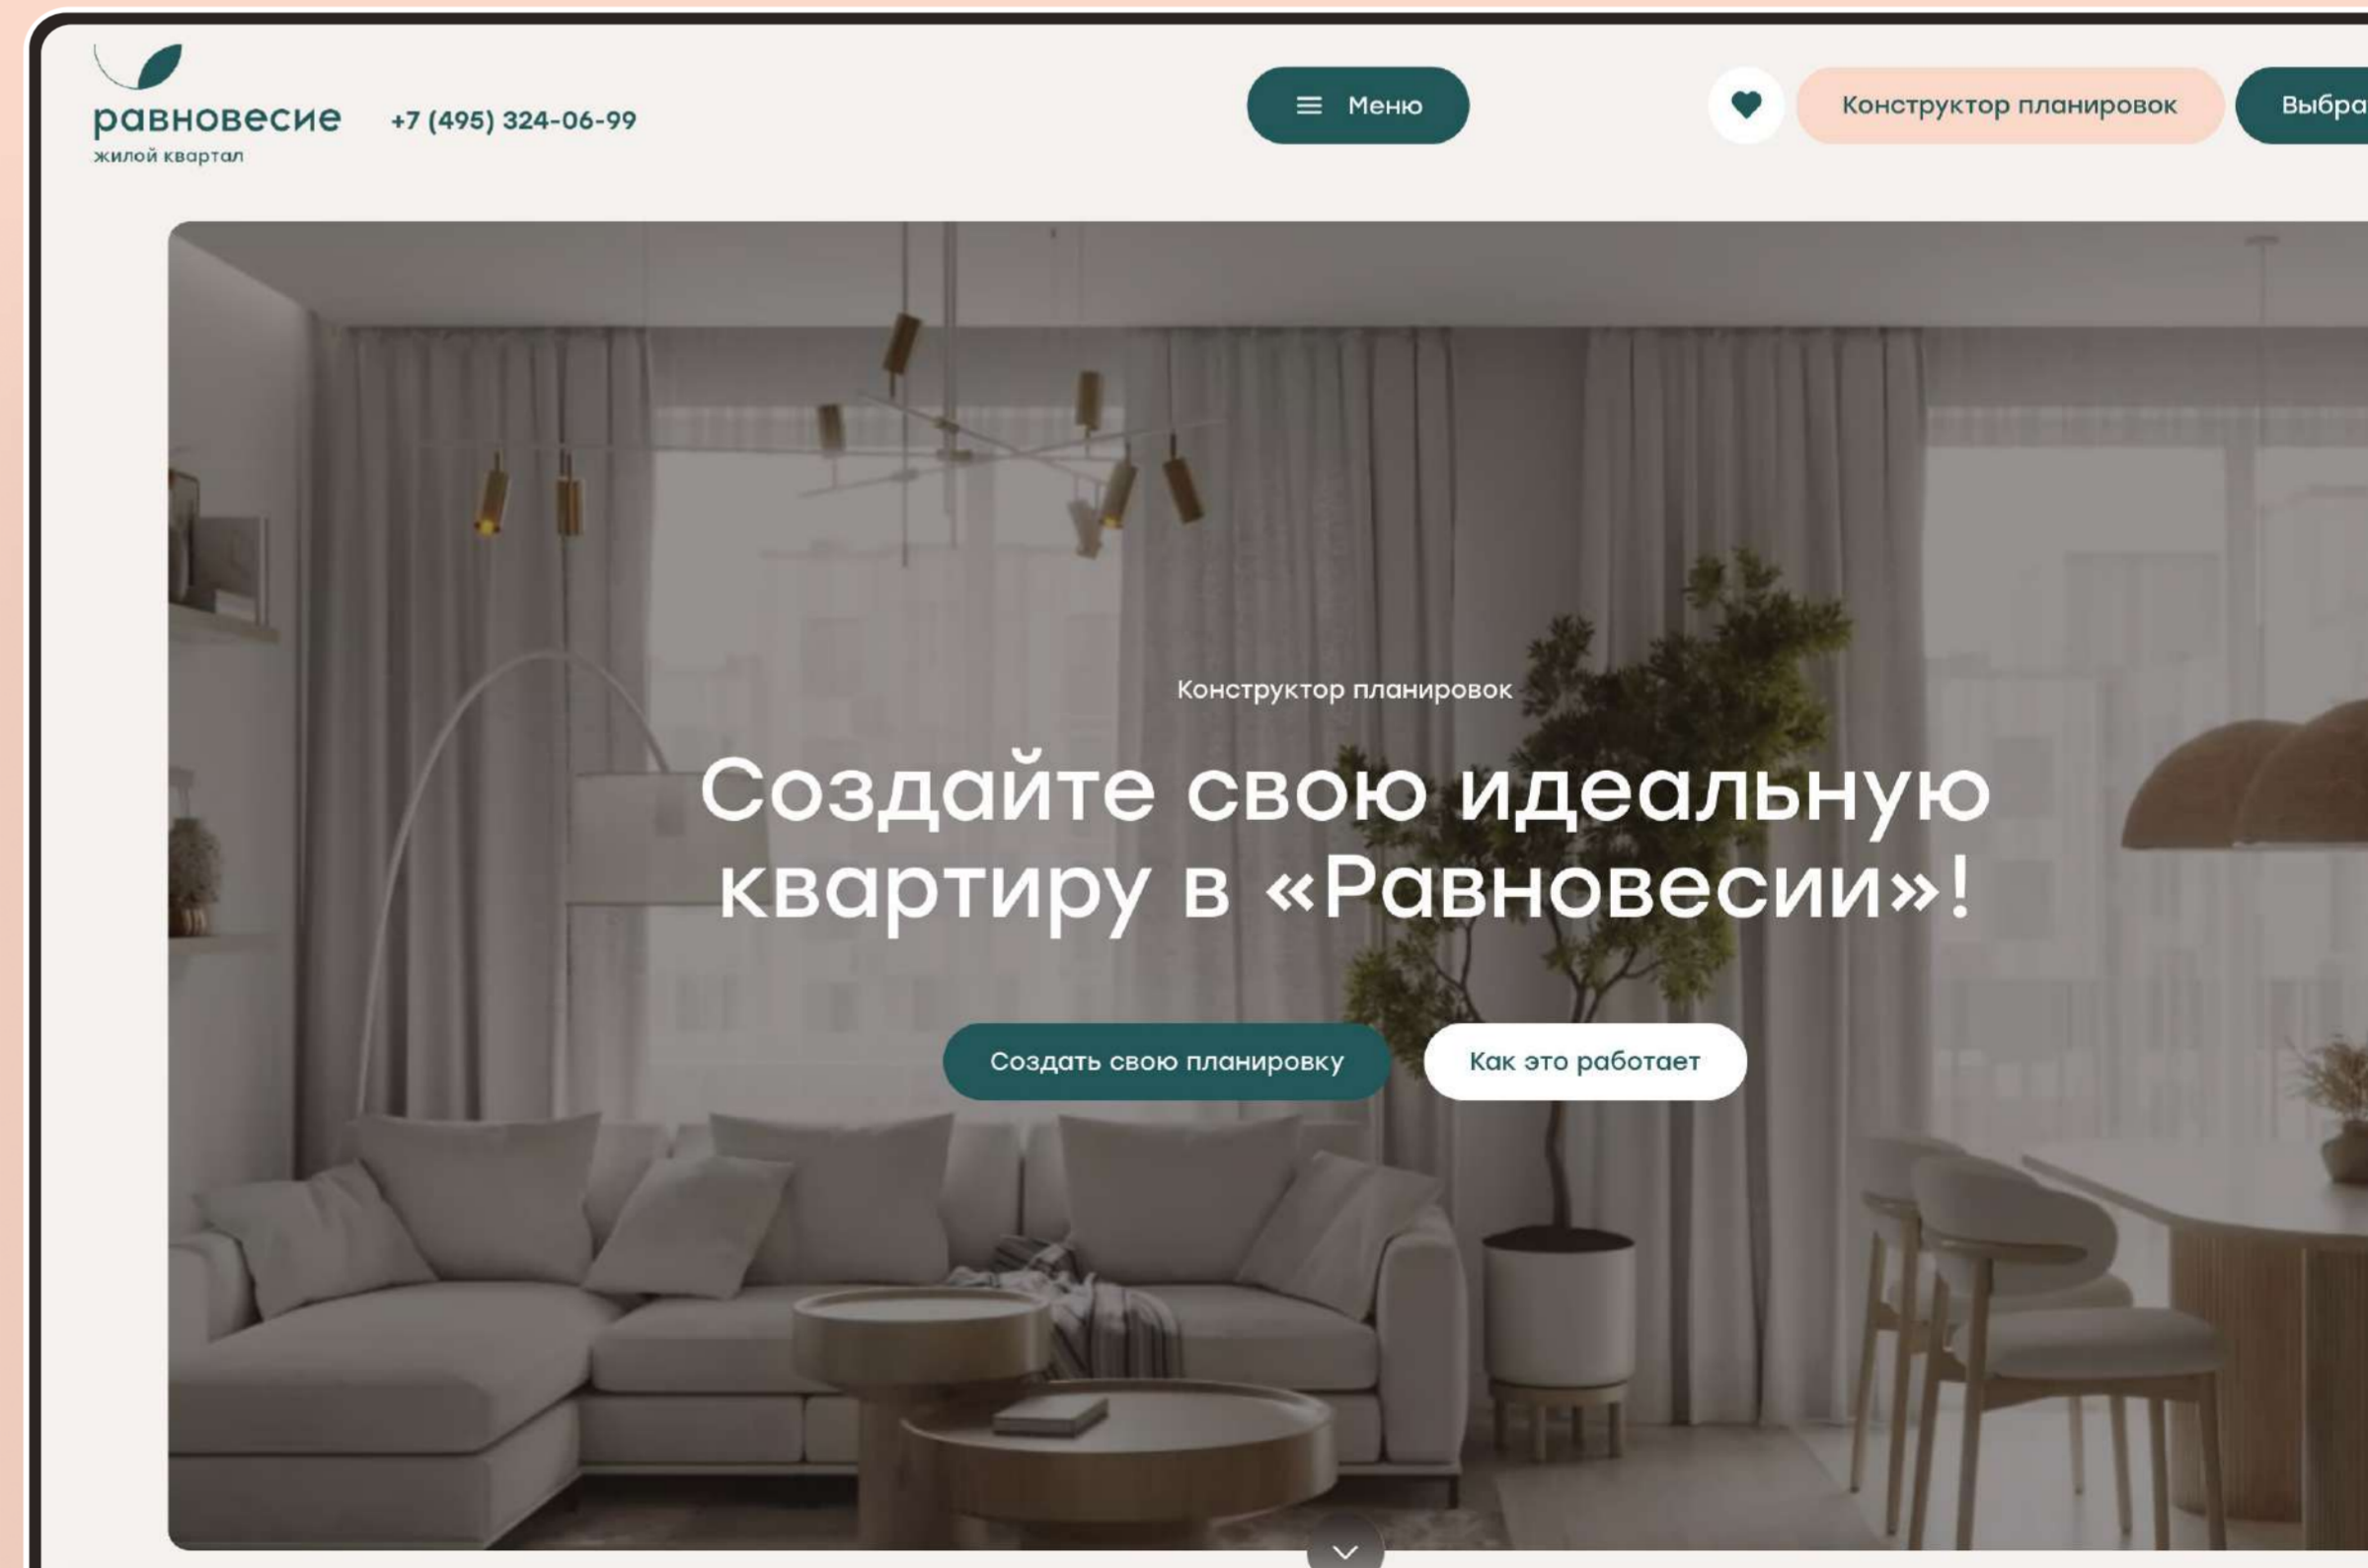 равновесие
жилой квартал
+7 (495) 324-06-99
Меню
Конструктор планировок
Выбра
Конструктор планировок
Создайте свою идеальную
квартиру в «Равновесии»!
Создать свою планировку
Как это работает